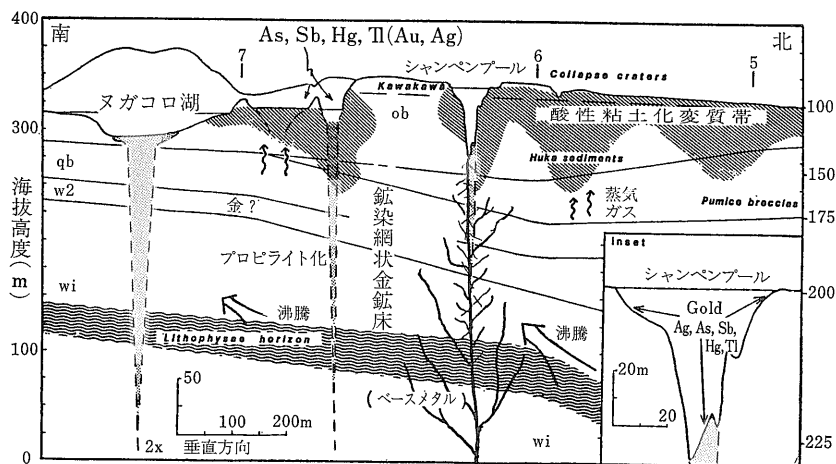 400
南
As, Sb, Hg, Tl(Au, Ag)
北
7
シャンペンプール
6
Collapse craters
5
Kawakawa
ヌガコロ湖
ob
酸性粘土化変質帯
100
300
Huka sediments
qb
150
w2
蒸気
ガス
Pumice breccias
175
金?
鉱染網状金鉱床
海抜高度(m)
プロピライト化
Inset
シャンペンプール
wi
沸騰
200
Gold
Ag, As, Sb,
Hg,Tl
沸騰
Lithophysae horizon
100
50
20m
(ベースメタル)
20
100 200m
wi
0
2x 垂直方向
225